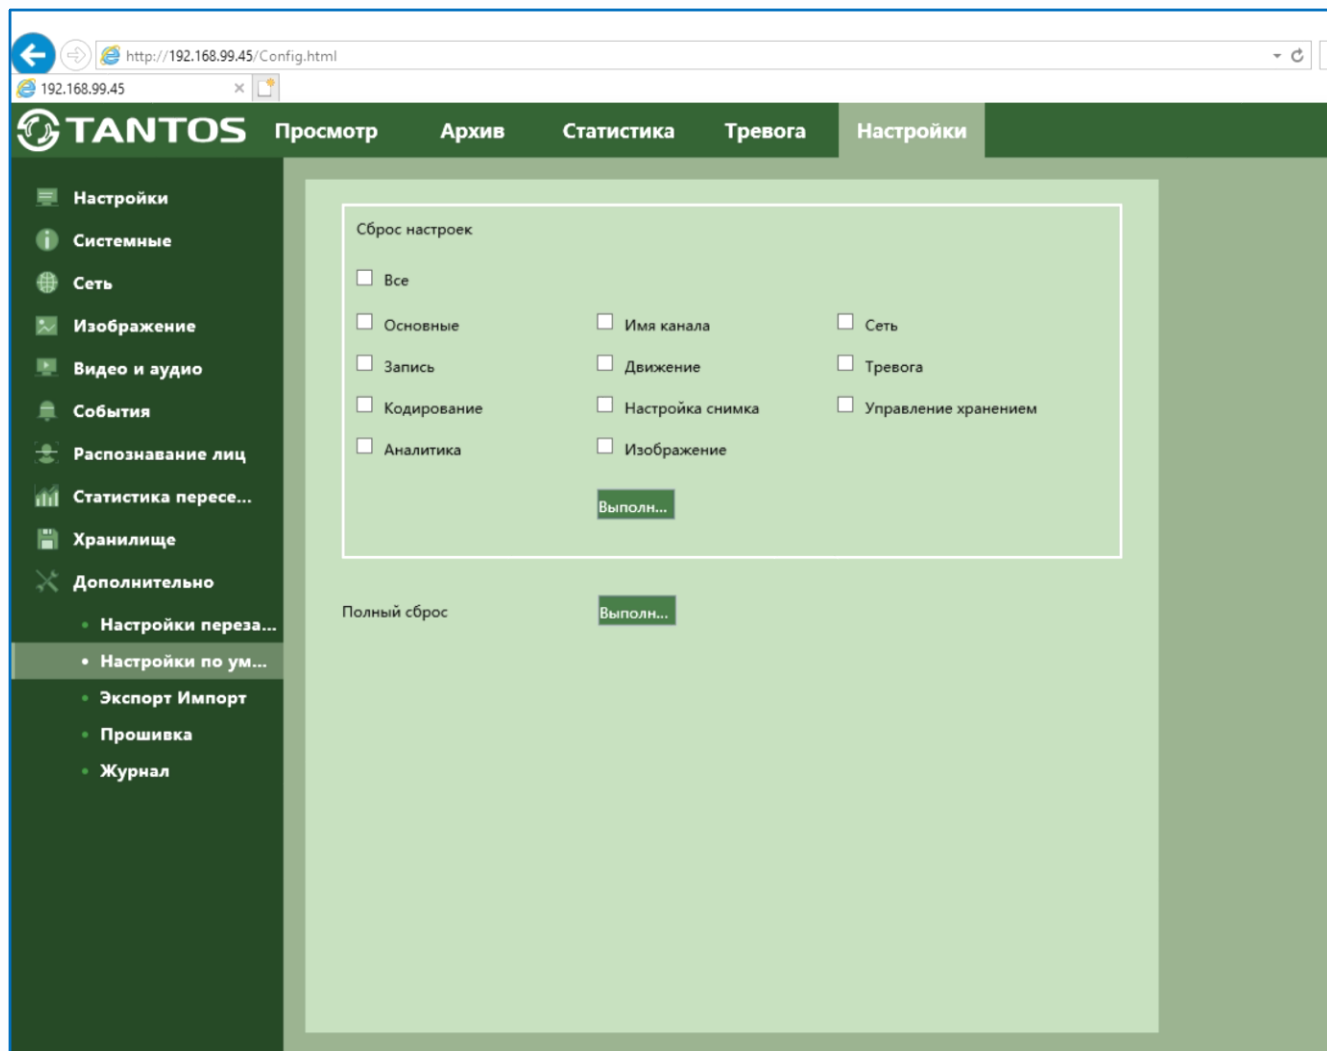 http://192.168.99.45/Config.html
192.168.99.45
TANTOS Просмотр Архив Статистика Тревога Настройки
Настройки
Системные
Сеть
Изображение
Видео и аудио
События
Распознавание лиц
Статистика пересе...
Хранилище
Дополнительно
Настройки переза...
Настройки по ум...
Экспорт Импорт
Прошивка
Журнал
Сброс настроек
Все
Основные Имя канала Сеть
Запись Движение Тревога
Кодирование Настройка снимка Управление хранением
Аналитика Изображение
Выполн...
Полный сброс Выполн...